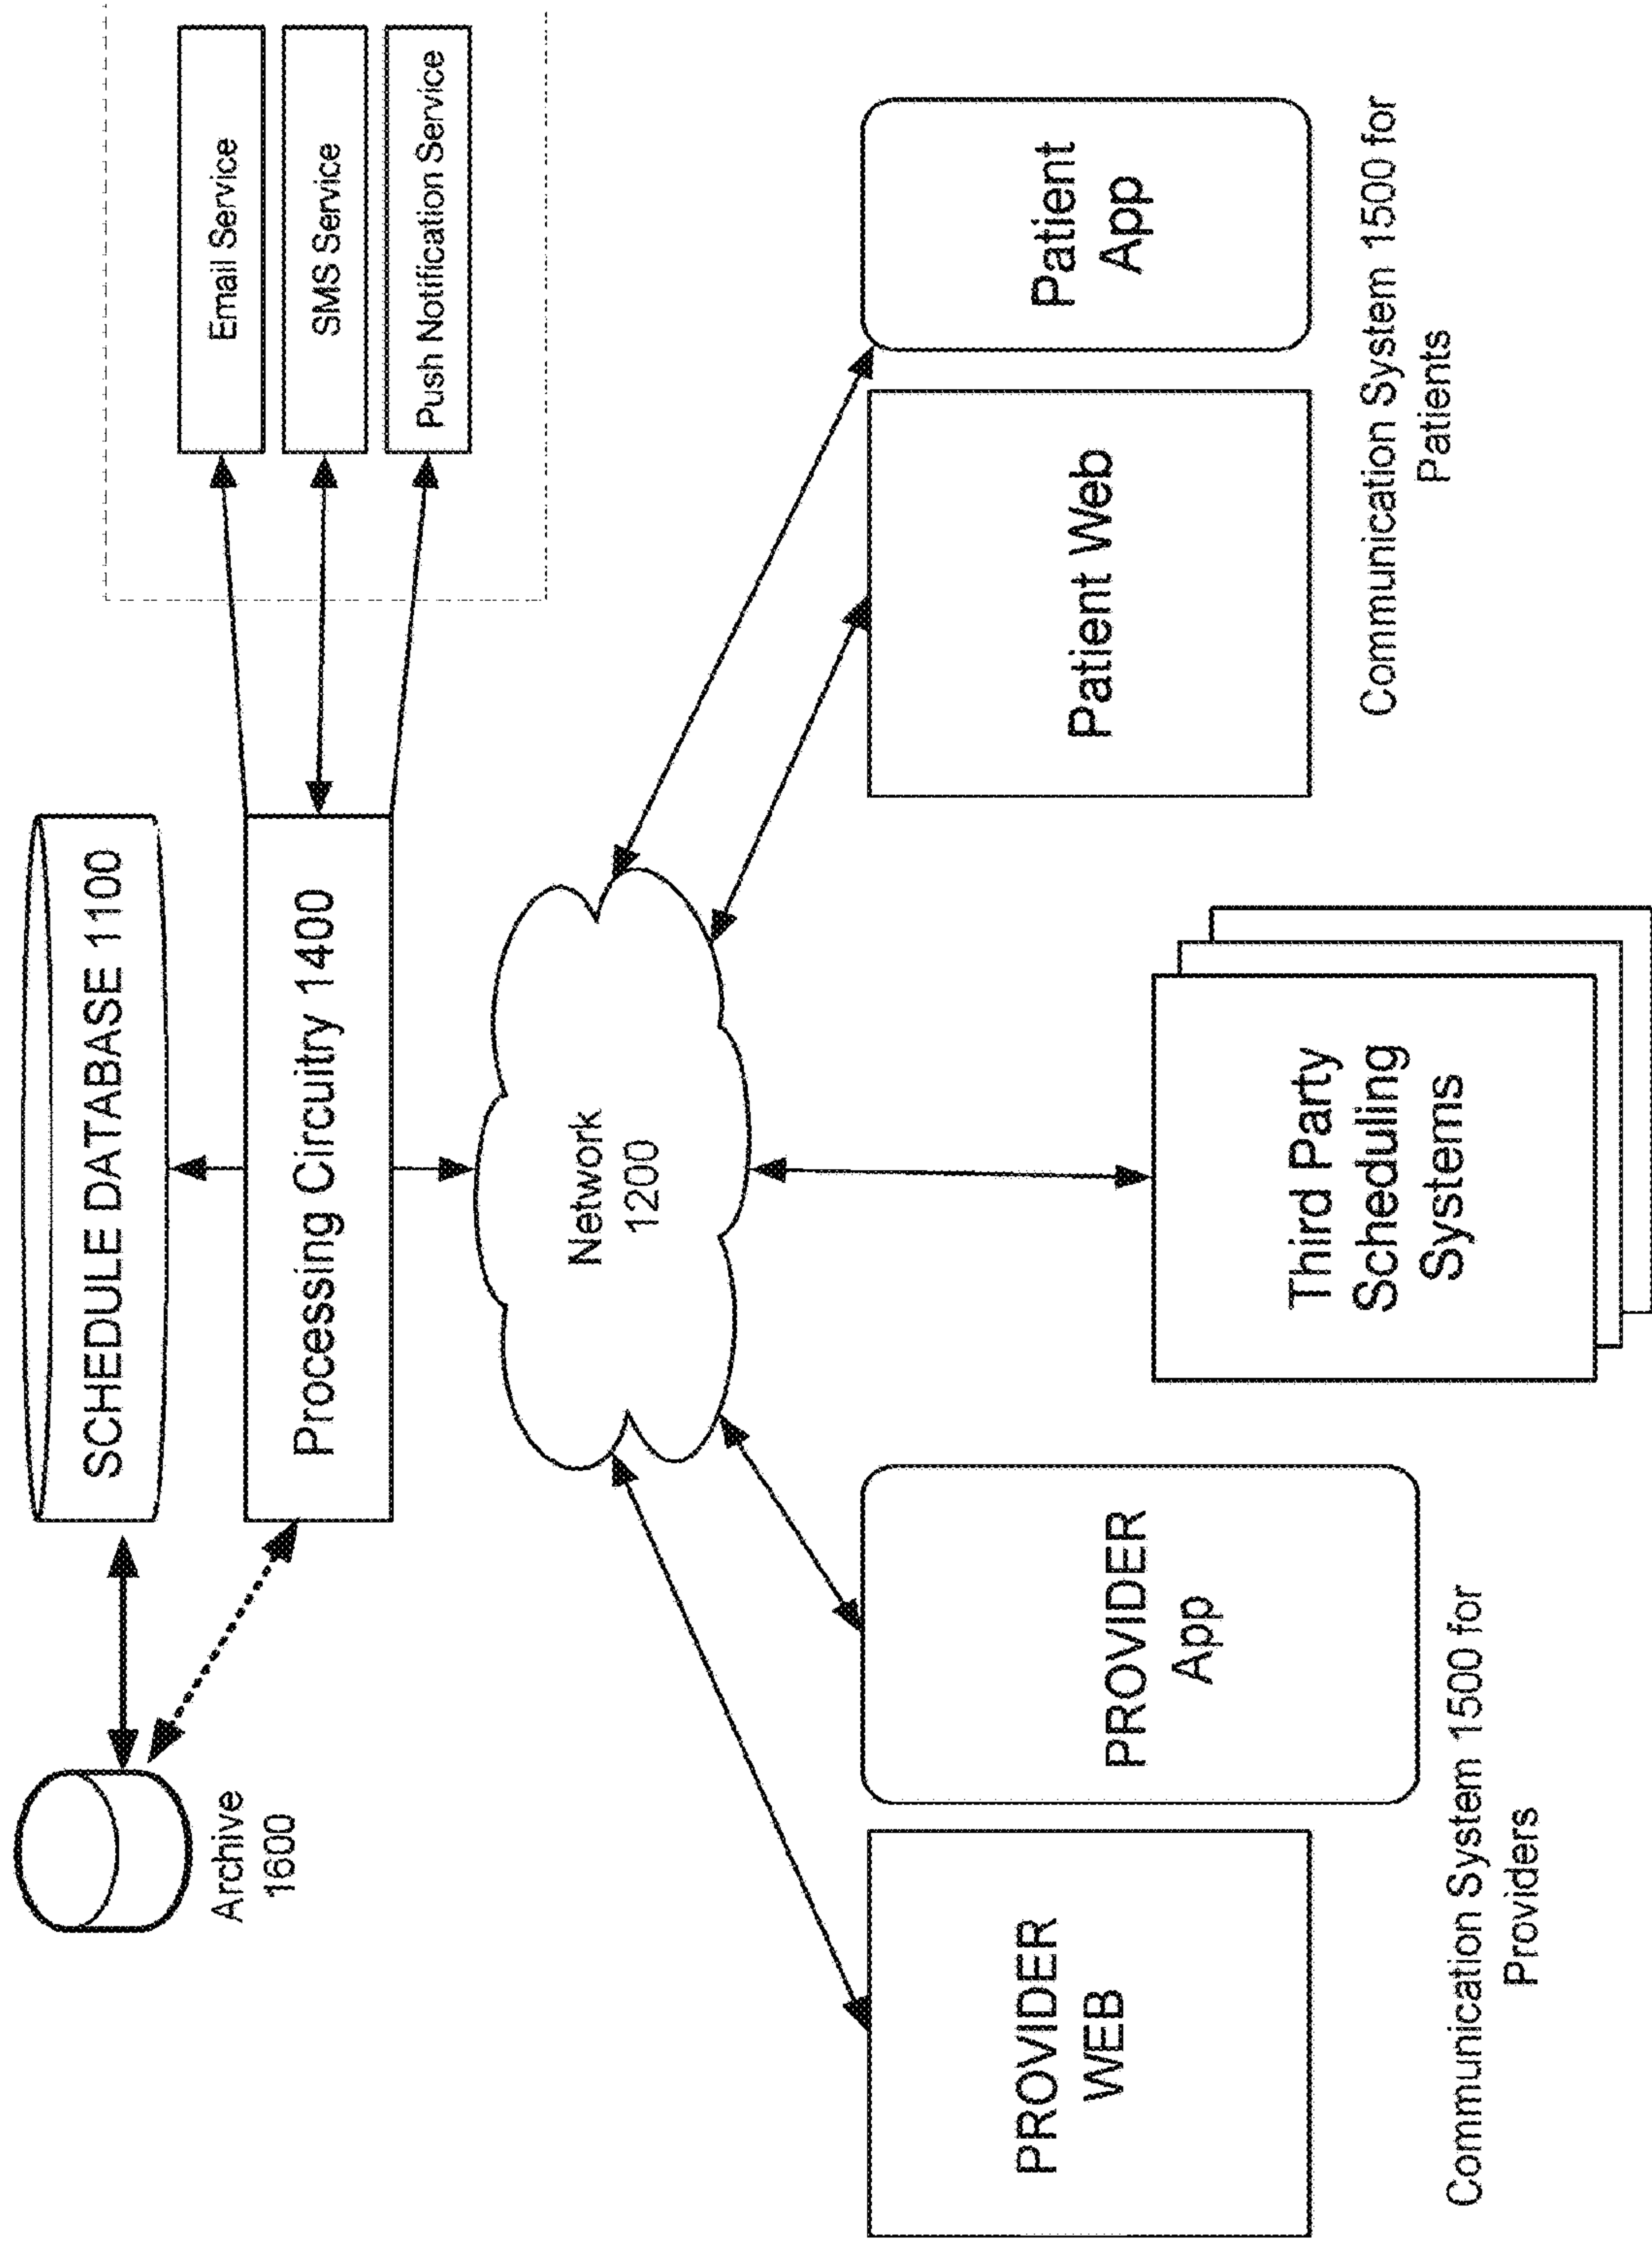 SCHEDULE DATABASE 1100
Archive
1600
Processing Circuitry 1400
Email Service
SMS Service
Push Notification Service
Network
1200
PROVIDER
WEB
PROVIDER
App
Third Party
Scheduling
Systems
Patient Web
Patient
App
Communication System 1500 for
Providers
Communication System 1500 for
Patients